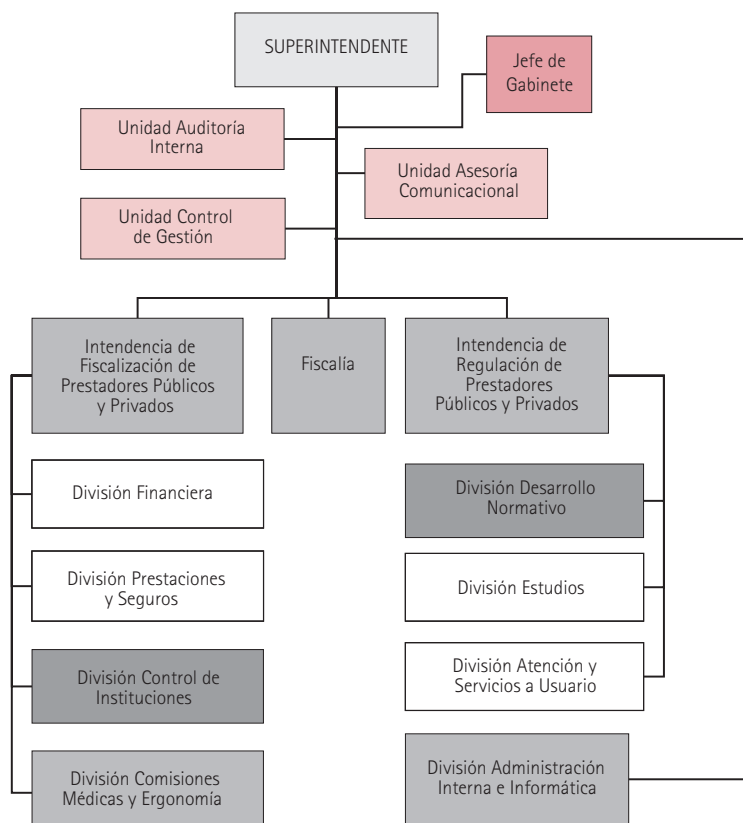 SUPERINTENDENTE
Jefe de
Gabinete
Unidad Auditoría
Interna
Unidad Asesoría
Comunicacional
Unidad Control
de Gestión
Intendencia de
Fiscalización de
Prestadores Públicos
y Privados
Fiscalía
Intendencia de
Regulación de
Prestadores
Públicos y Privados
División Financiera
División Prestaciones
y Seguros
División Control de
Instituciones
División Comisiones
Médicas y Ergonomía
División Desarrollo
Normativo
División Estudios
División Atención y
Servicios a Usuario
División Administración
Interna e Informática